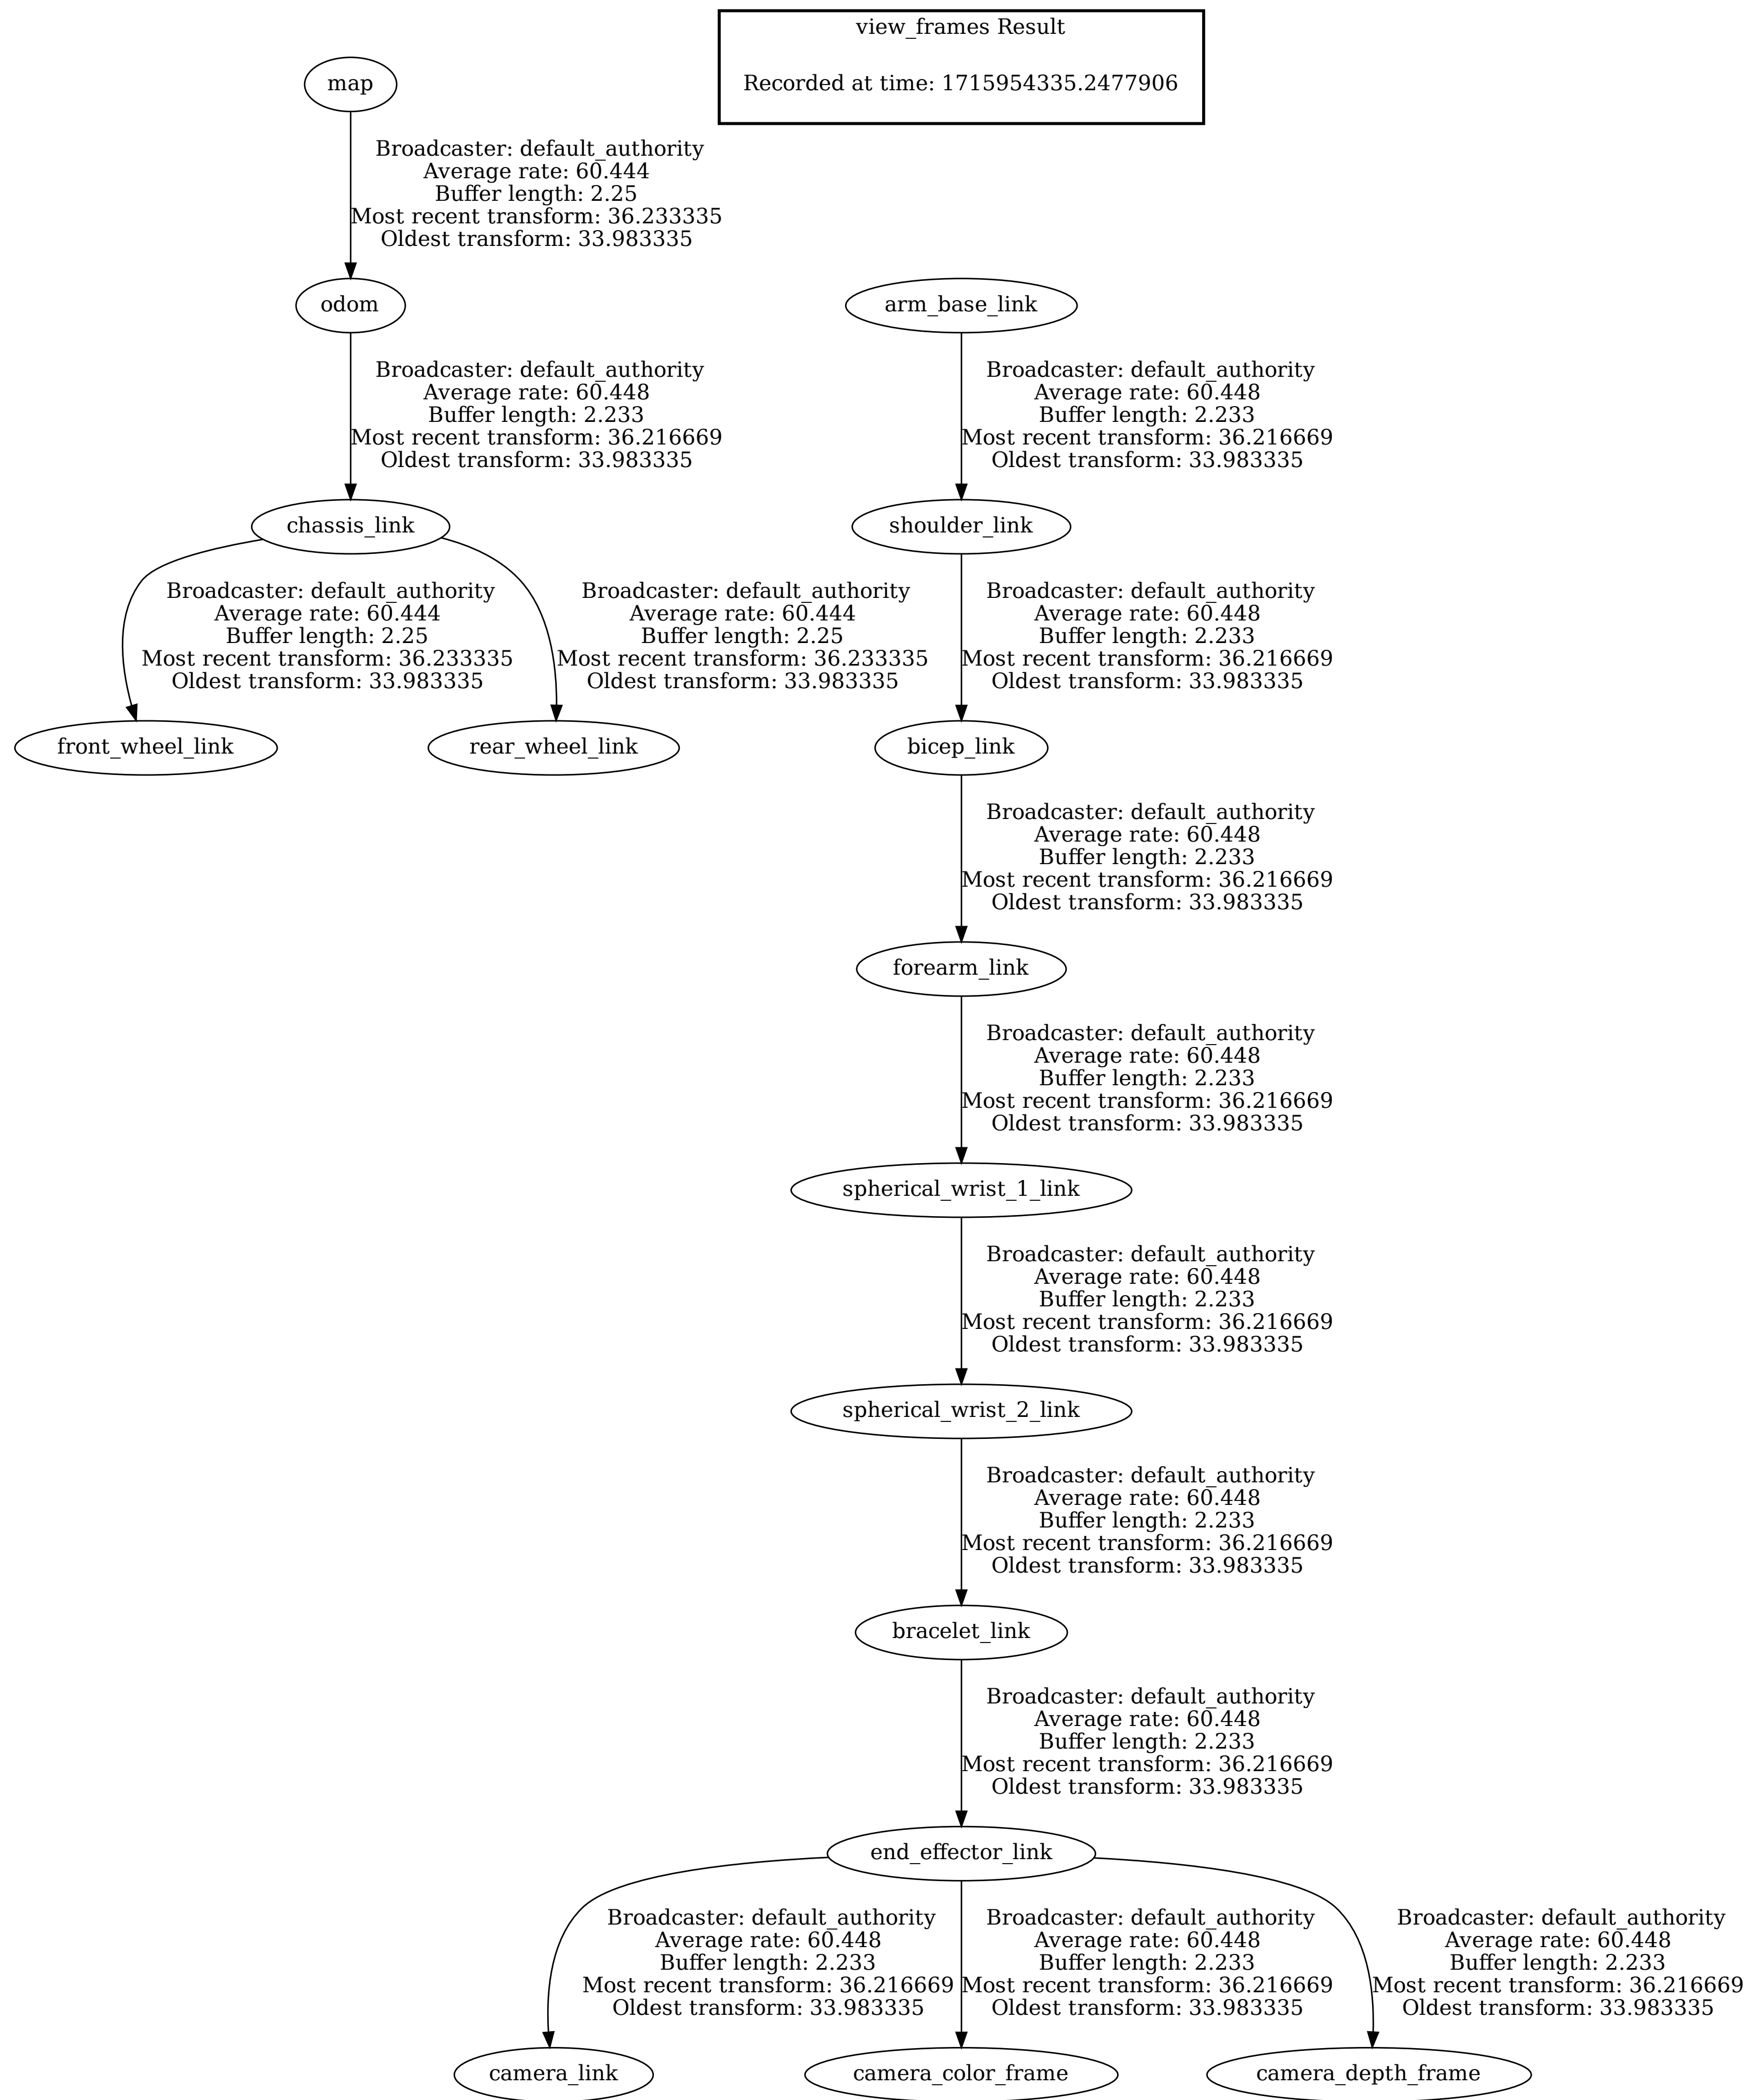 view_frames Result
Recorded at time: 1715954335.2477906
map
Broadcaster: default_authority
Average rate: 60.444
Buffer length: 2.25
Most recent transform: 36.233335
Oldest transform: 33.983335
odom
Broadcaster: default_authority
Average rate: 60.448
Buffer length: 2.233
Most recent transform: 36.216669
Oldest transform: 33.983335
chassis_link
Broadcaster: default_authority
Average rate: 60.444
Buffer length: 2.25
Most recent transform: 36.233335
Oldest transform: 33.983335
front_wheel_link
Broadcaster: default_authority
Average rate: 60.444
Buffer length: 2.25
Most recent transform: 36.233335
Oldest transform: 33.983335
rear_wheel_link
arm_base_link
Broadcaster: default_authority
Average rate: 60.448
Buffer length: 2.233
Most recent transform: 36.216669
Oldest transform: 33.983335
shoulder_link
Broadcaster: default_authority
Average rate: 60.448
Buffer length: 2.233
Most recent transform: 36.216669
Oldest transform: 33.983335
bicep_link
Broadcaster: default_authority
Average rate: 60.448
Buffer length: 2.233
Most recent transform: 36.216669
Oldest transform: 33.983335
forearm_link
Broadcaster: default_authority
Average rate: 60.448
Buffer length: 2.233
Most recent transform: 36.216669
Oldest transform: 33.983335
spherical_wrist_1_link
Broadcaster: default_authority
Average rate: 60.448
Buffer length: 2.233
Most recent transform: 36.216669
Oldest transform: 33.983335
spherical_wrist_2_link
Broadcaster: default_authority
Average rate: 60.448
Buffer length: 2.233
Most recent transform: 36.216669
Oldest transform: 33.983335
bracelet_link
Broadcaster: default_authority
Average rate: 60.448
Buffer length: 2.233
Most recent transform: 36.216669
Oldest transform: 33.983335
end_effector_link
Broadcaster: default_authority
Average rate: 60.448
Buffer length: 2.233
Most recent transform: 36.216669
Oldest transform: 33.983335
camera_link
Broadcaster: default_authority
Average rate: 60.448
Buffer length: 2.233
Most recent transform: 36.216669
Oldest transform: 33.983335
camera_color_frame
Broadcaster: default_authority
Average rate: 60.448
Buffer length: 2.233
Most recent transform: 36.216669
Oldest transform: 33.983335
camera_depth_frame